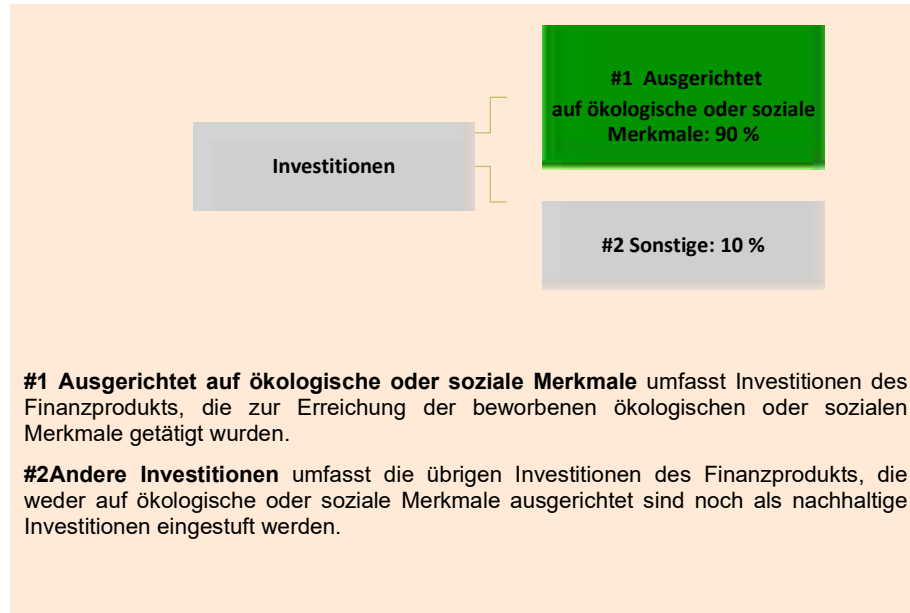 #1 Ausgerichtet
auf ökologische oder soziale
Merkmale: 90 %
Investitionen
#2 Sonstige: 10 %
#1 Ausgerichtet auf ökologische oder soziale Merkmale umfasst Investitionen des
Finanzprodukts, die zur Erreichung der beworbenen ökologischen oder sozialen
Merkmale getätigt wurden.
#2Andere Investitionen umfasst die übrigen Investitionen des Finanzprodukts, die
weder auf ökologische oder soziale Merkmale ausgerichtet sind noch als nachhaltige
Investitionen eingestuft werden.